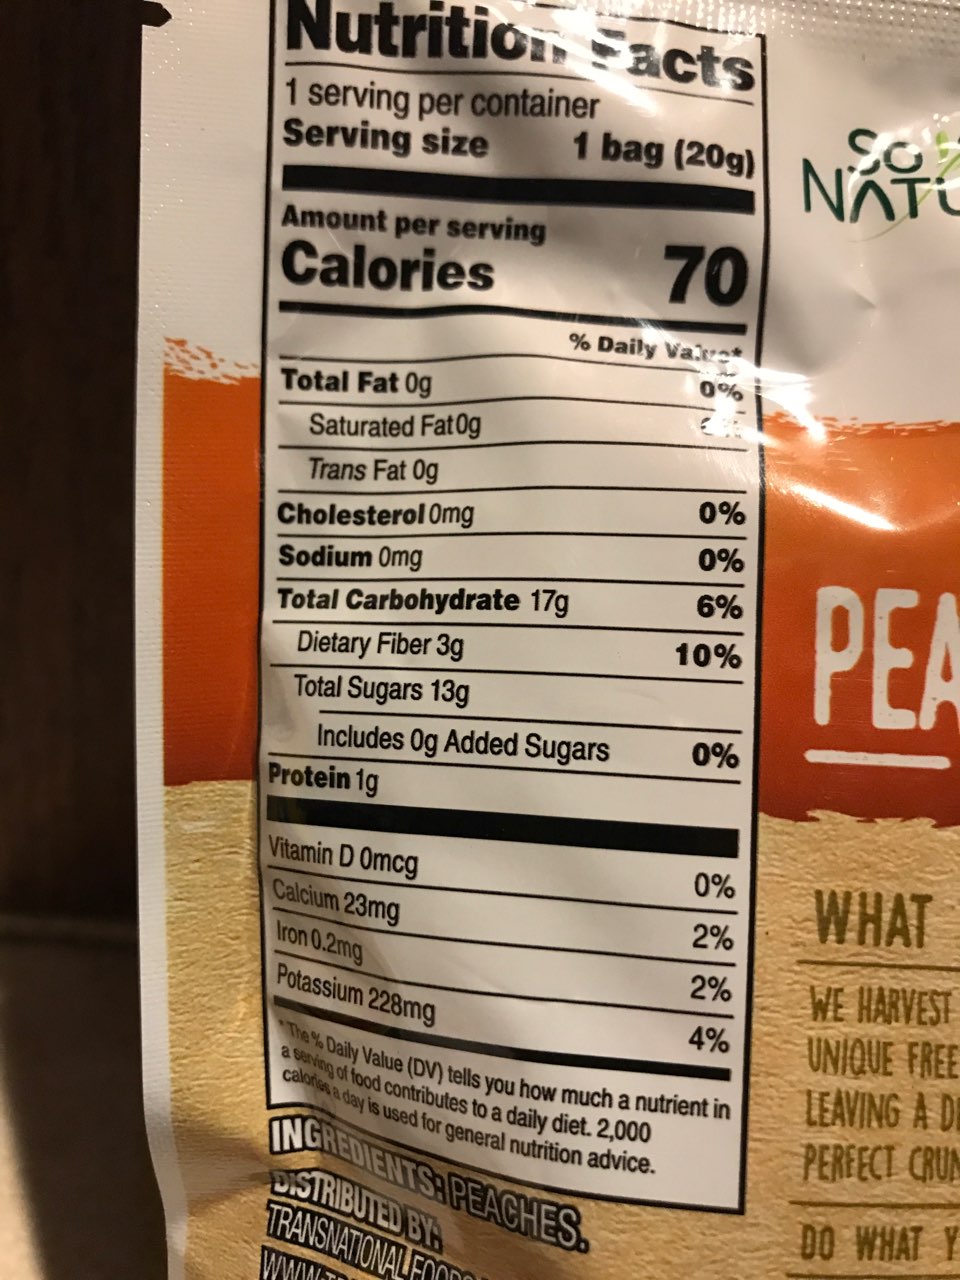 Nutrition Facts
1 serving per container
Serving size 1 bag (20g)
Amount per serving
Calories 70
% Daily Value*
Total Fat 0g 0%
Saturated Fat 0g
Trans Fat 0g
Cholesterol 0mg 0%
Sodium 0mg 0%
Total Carbohydrate 17g 6%
Dietary Fiber 3g 10%
Total Sugars 13g
Includes 0g Added Sugars 0%
Protein 1g
Vitamin D 0mcg 0%
Calcium 23mg 2%
Iron 0.2mg 2%
Potassium 228mg 4%
* The % Daily Value (DV) tells you how much a nutrient in
a serving of food contributes to a daily diet. 2,000
calories a day is used for general nutrition advice.
INGREDIENTS: PEACHES.
DISTRIBUTED BY:
TRANSNATIONAL FOODS
SO
NATU
PEA
WHAT
WE HARVEST
UNIQUE FREE
LEAVING A
PERFECT CRUN
DO WHAT Y